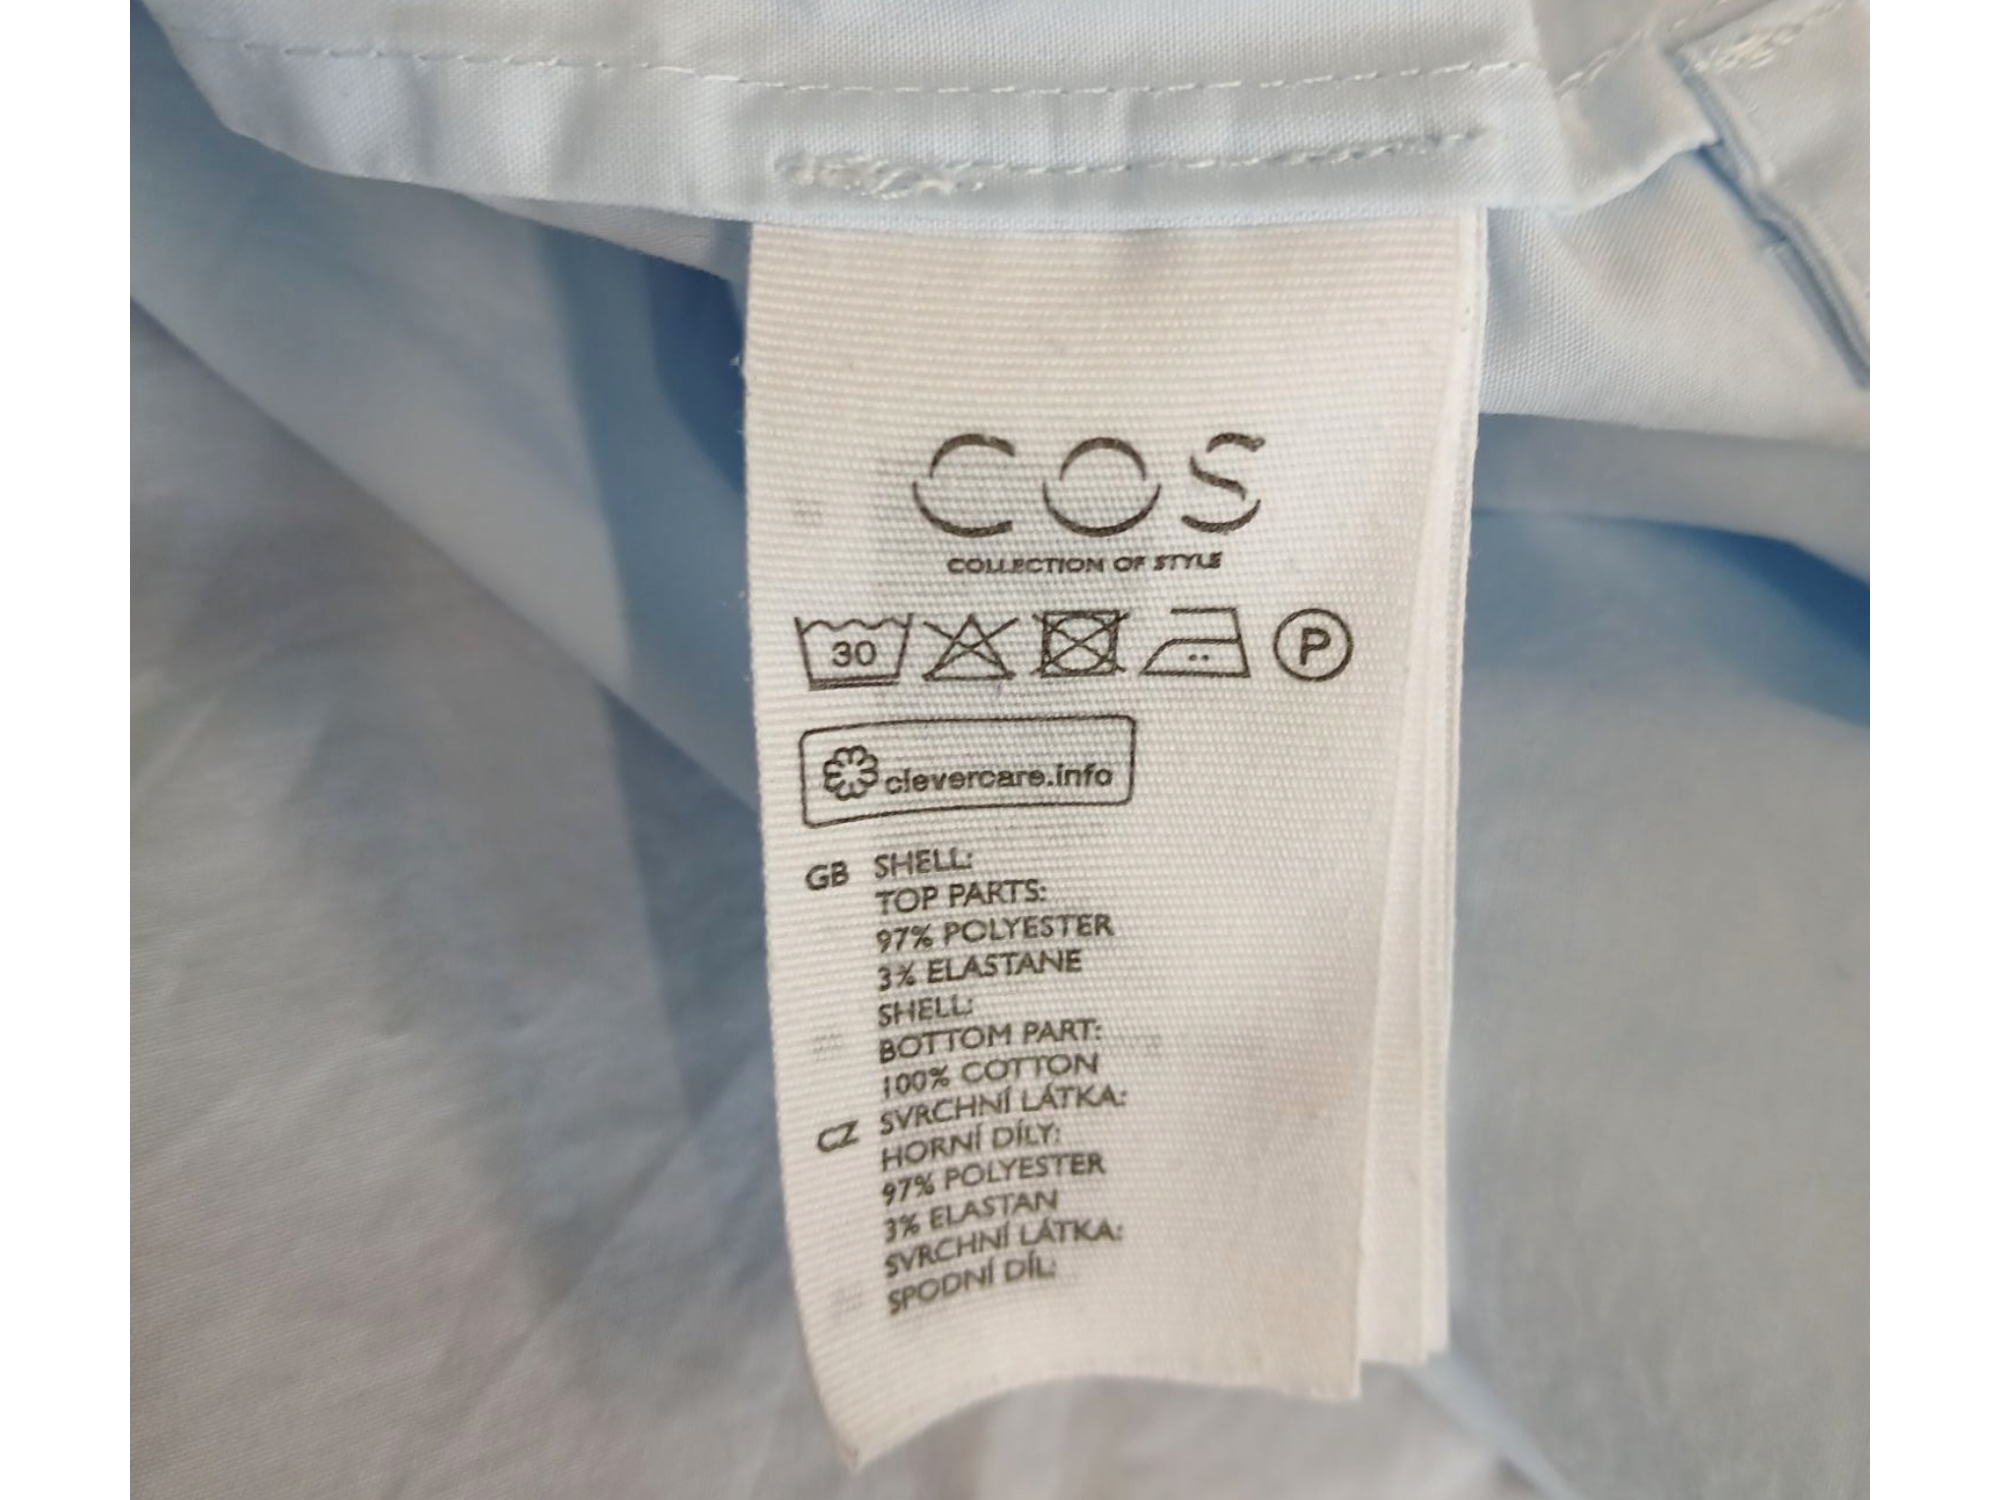 COS
COLLECTION OF STYLE
30
P
clevercare.info
GB SHELL:
TOP PARTS:
97% POLYESTER
3% ELASTANE
SHELL:
BOTTOM PART:
100% COTTON
CZ SVRCHNÍ LÁTKA:
HORNÍ DÍLY:
97% POLYESTER
3% ELASTAN
SVRCHNÍ LÁTKA:
SPODNÍ DÍL: